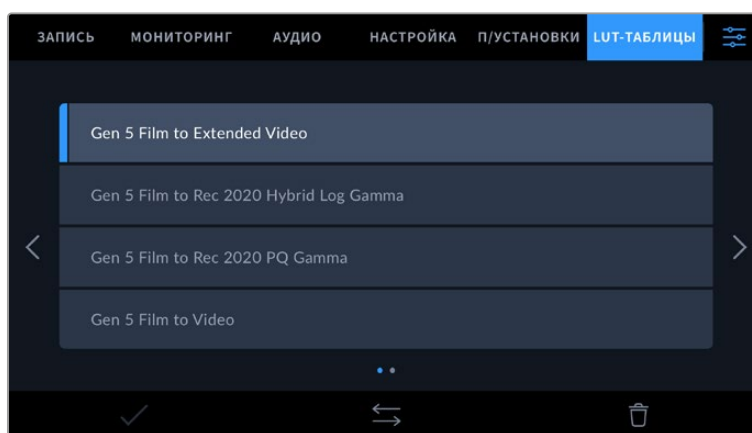 ЗАПИСЬ МОНИТОРИНГ АУДИО НАСТРОЙКА П/УСТАНОВКИ LUT-ТАБЛИЦЫ
Gen 5 Film to Extended Video
Gen 5 Film to Rec 2020 Hybrid Log Gamma
Gen 5 Film to Rec 2020 PQ Gamma
Gen 5 Film to Video